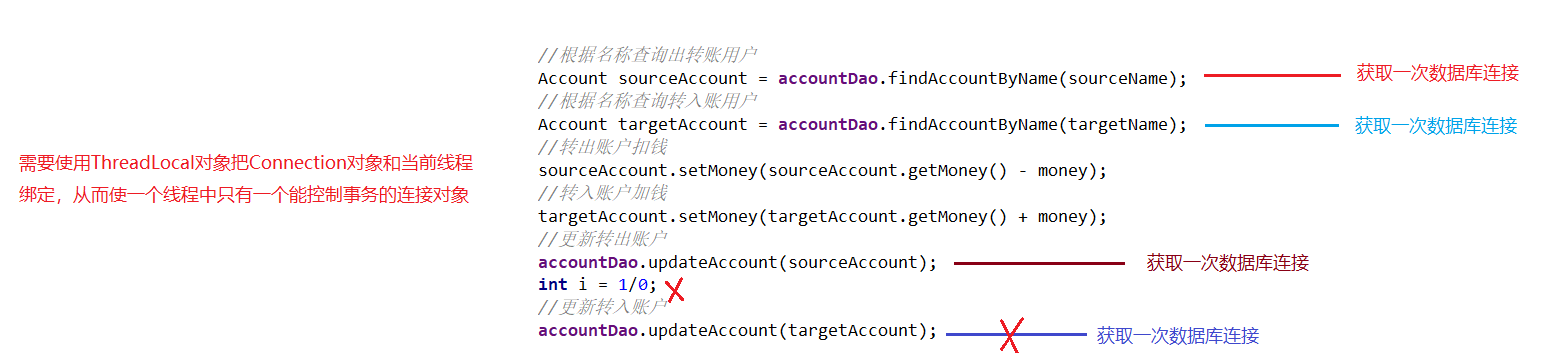 //根据名称查询出转账用户
Account sourceAccount = accountDao.findAccountByName(sourceName);
获取一次数据库连接
//根据名称查询转入账用户
Account targetAccount = accountDao.findAccountByName(targetName);
获取一次数据库连接
//转出账户扣钱
需要使用ThreadLocal对象把Connection对象和当前线程
绑定，从而使一个线程中只有一个能控制事务的连接对象
sourceAccount.setMoney(sourceAccount.getMoney() - money);
//转入账户加钱
targetAccount.setMoney(targetAccount.getMoney() + money);
//更新转出账户
accountDao.updateAccount(sourceAccount);
获取一次数据库连接
int i = 1/0;
//更新转入账户
accountDao.updateAccount(targetAccount);
获取一次数据库连接